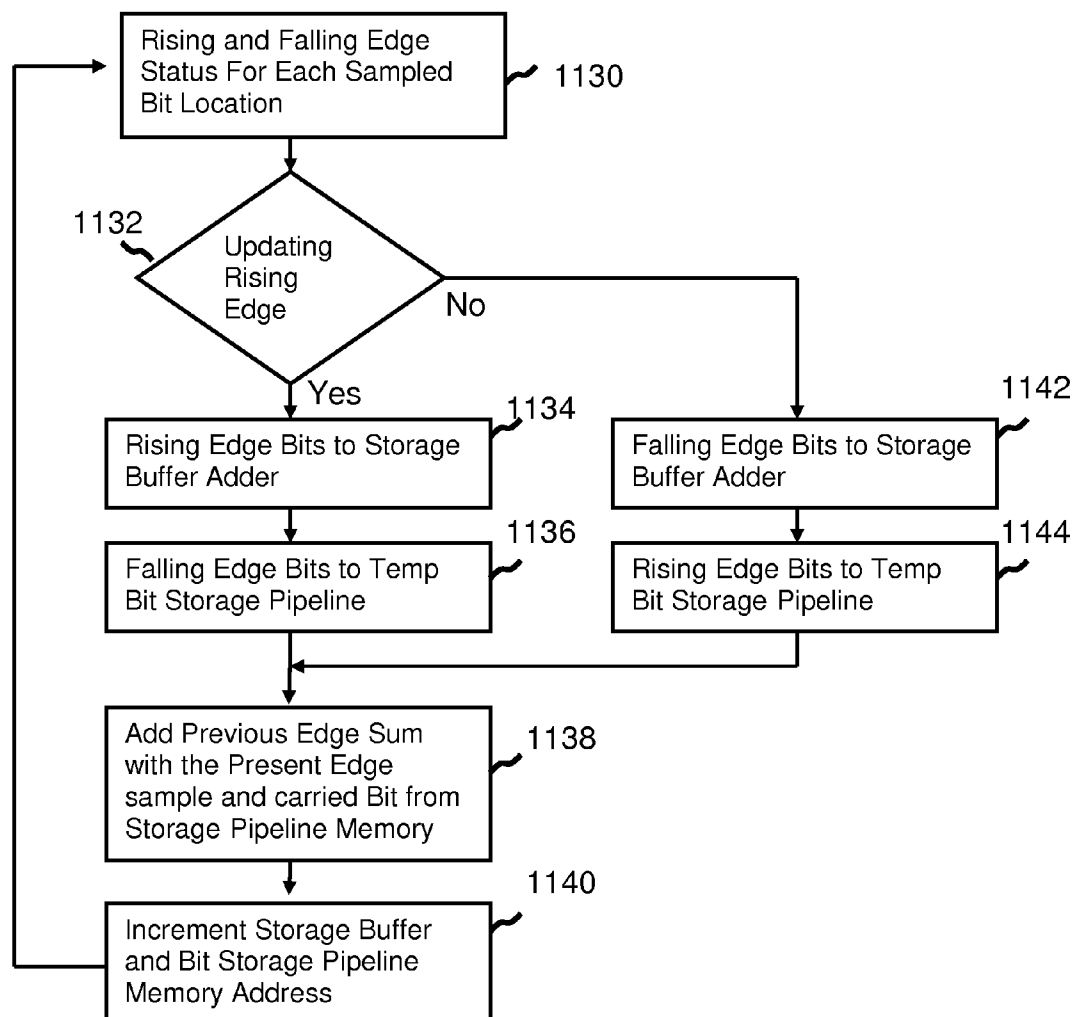 Rising and Falling Edge
Status For Each Sampled
Bit Location
1130
1132
Updating
Rising
Edge
No
Yes
1134
Rising Edge Bits to Storage
Buffer Adder
1142
Falling Edge Bits to Storage
Buffer Adder
1136
Falling Edge Bits to Temp
Bit Storage Pipeline
1144
Rising Edge Bits to Temp
Bit Storage Pipeline
Add Previous Edge Sum
with the Present Edge
sample and carried Bit from
Storage Pipeline Memory
1138
1140
Increment Storage Buffer
and Bit Storage Pipeline
Memory Address